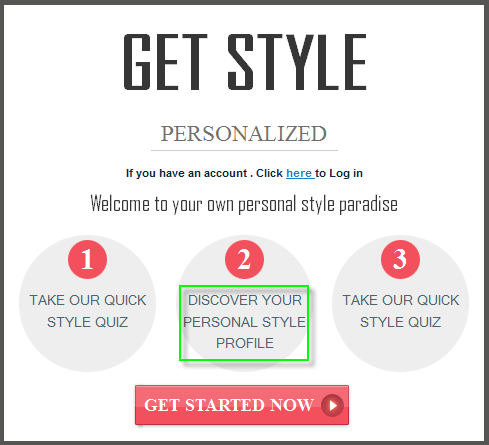 GET STYLE
PERSONALIZED
If you have an account . Click here to Log in
Welcome to your own personal style paradise
1
TAKE OUR QUICK
STYLE QUIZ
2
DISCOVER YOUR
PERSONAL STYLE
PROFILE
3
TAKE OUR QUICK
STYLE QUIZ
GET STARTED NOW